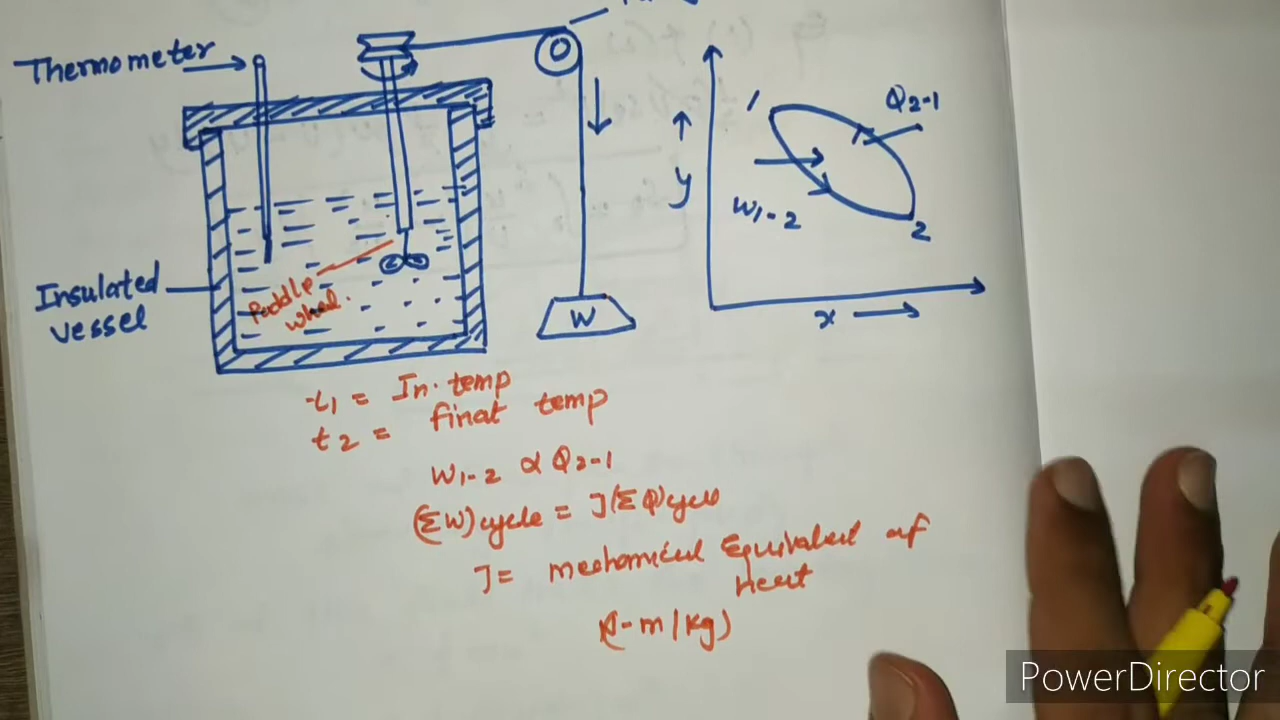 Thermometer
Insulated
vessel
Paddle
wheel.
W
1
Q2-1
y
W1-2
2
x
t1 = In. temp
t2 = final temp
W1-2 ∝ Q2-1
(ΣW)cycle = J(ΣQ)cycle
J = mechanical Equivalent of
heat
m/kg)
PowerDirector